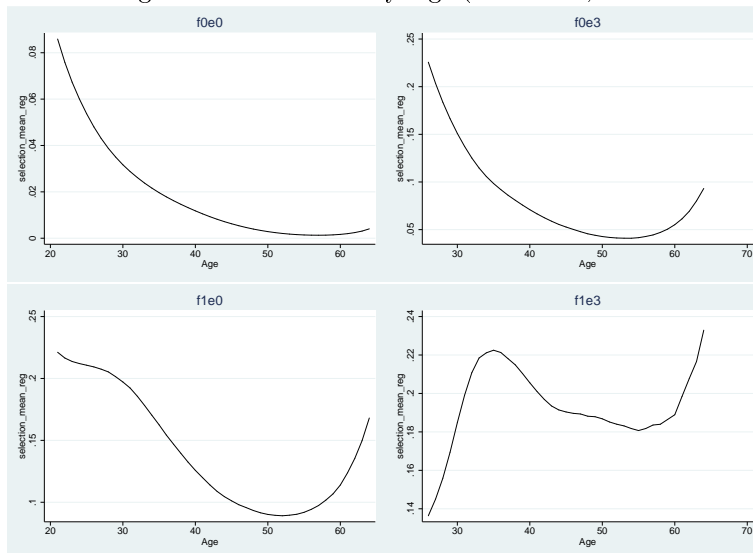 f0e0
selection_mean_reg
0 .02 .04 .06 .08
20 30 40 50 60
Age
f0e3
selection_mean_reg
.05 .1 .15 .2 .25
30 40 50 60 70
Age
f1e0
selection_mean_reg
.1 .15 .2 .25
20 30 40 50 60
Age
f1e3
selection_mean_reg
.14 .16 .18 .2 .22 .24
30 40 50 60 70
Age